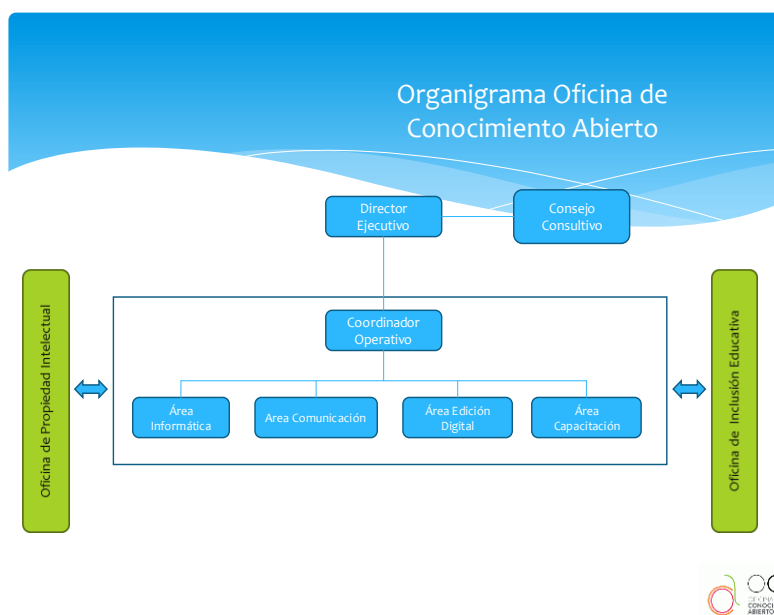 Organigrama Oficina de
Conocimiento Abierto
Director
Ejecutivo
Consejo
Consultivo
Oficina de Propiedad Intelectual
Coordinador
Operativo
Oficina de Inclusión Educativa
Área
Informática
Area Comunicación
Área Edición
Digital
Área
Capacitación
OFICINA
CONOCI
ABIERTO